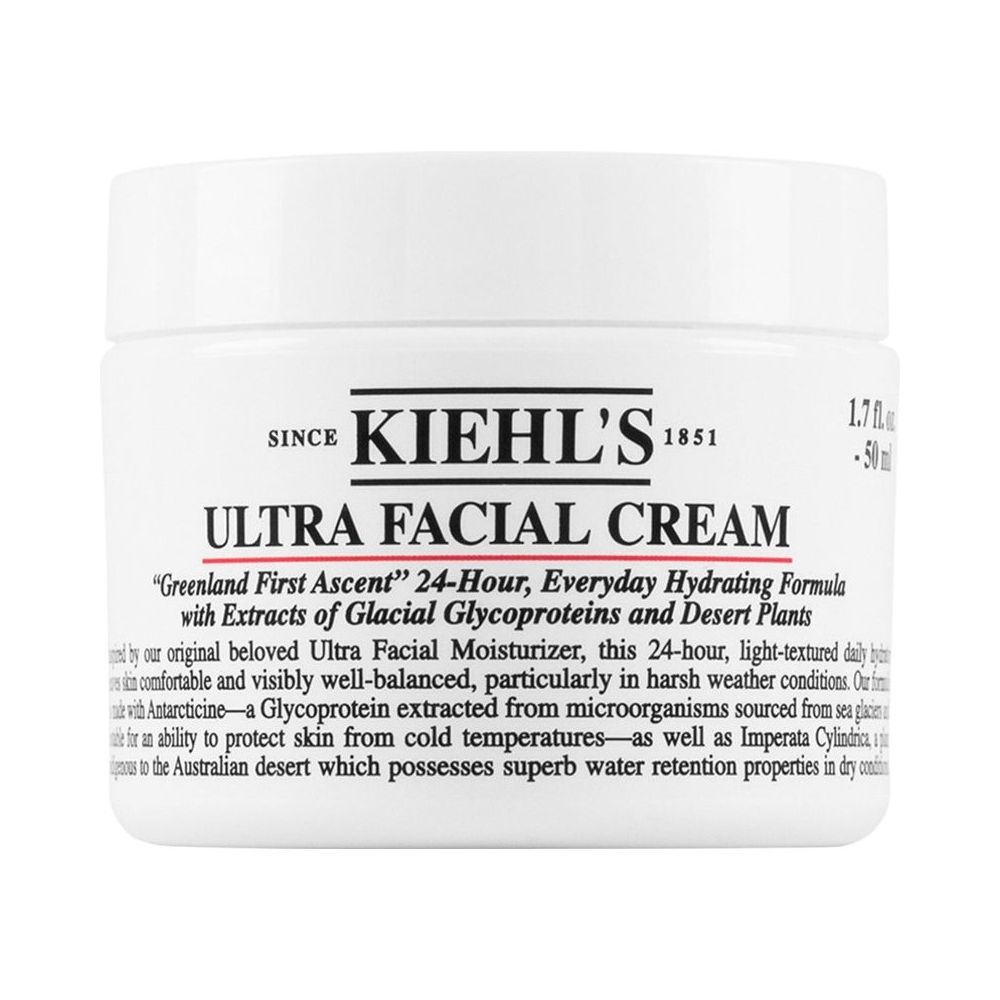 SINCE KIEHL'S 1851
1.7 fl. oz.
- 50 ml
ULTRA FACIAL CREAM
“Greenland First Ascent” 24-Hour, Everyday Hydrating Formula
with Extracts of Glacial Glycoproteins and Desert Plants
by our original beloved Ultra Facial Moisturizer, this 24-hour, light-textured daily
skin comfortable and visibly well-balanced, particularly in harsh weather conditions. Our
made with Antarcticine—a Glycoprotein extracted from microorganisms sourced from sea glaciers
for an ability to protect skin from cold temperatures—as well as Imperata Cylindrica, a
to the Australian desert which possesses superb water retention properties in dry